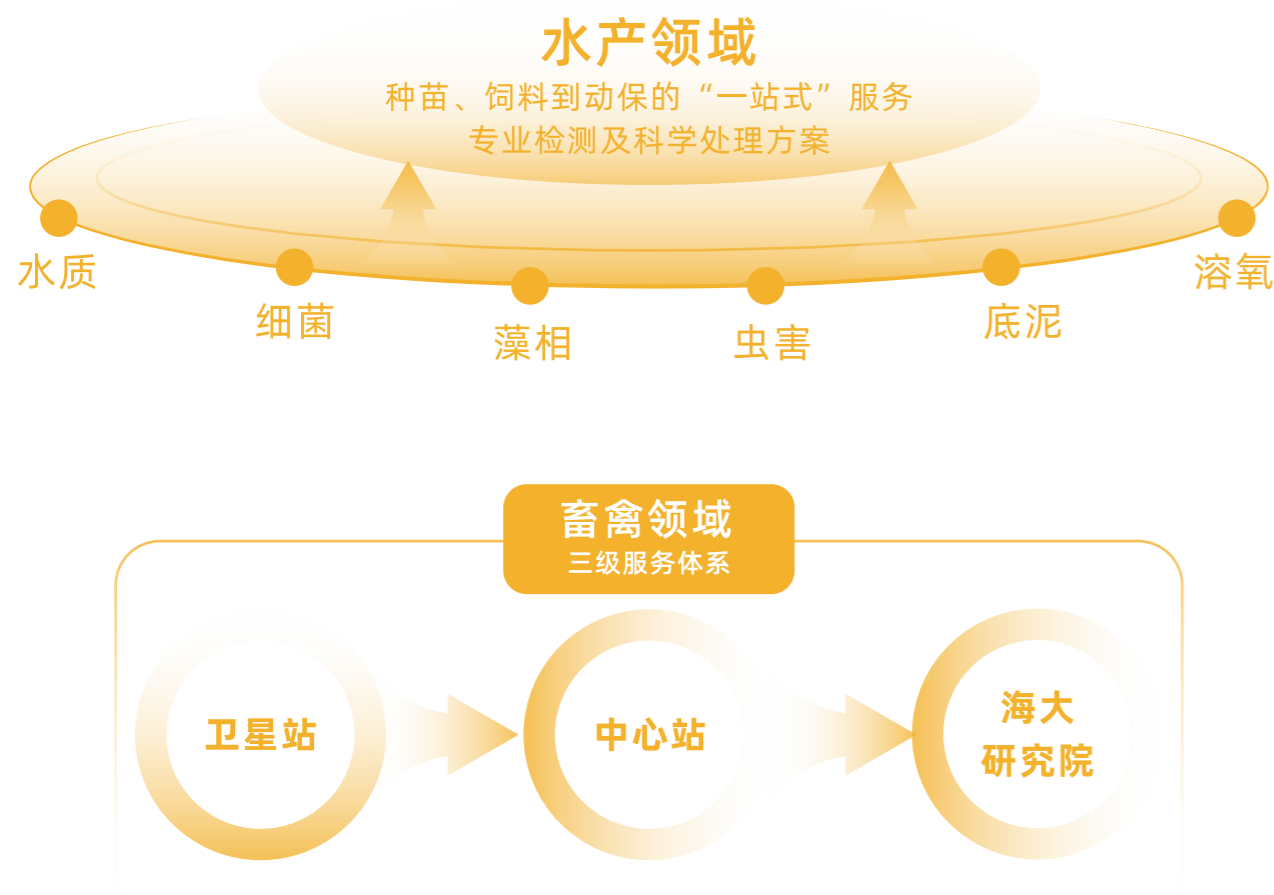 水产领域
种苗、饲料到动保的“一站式”服务
专业检测及科学处理方案
水质
细菌
藻相
虫害
底泥
溶氧
畜禽领域
三级服务体系
卫星站
中心站
海大
研究院